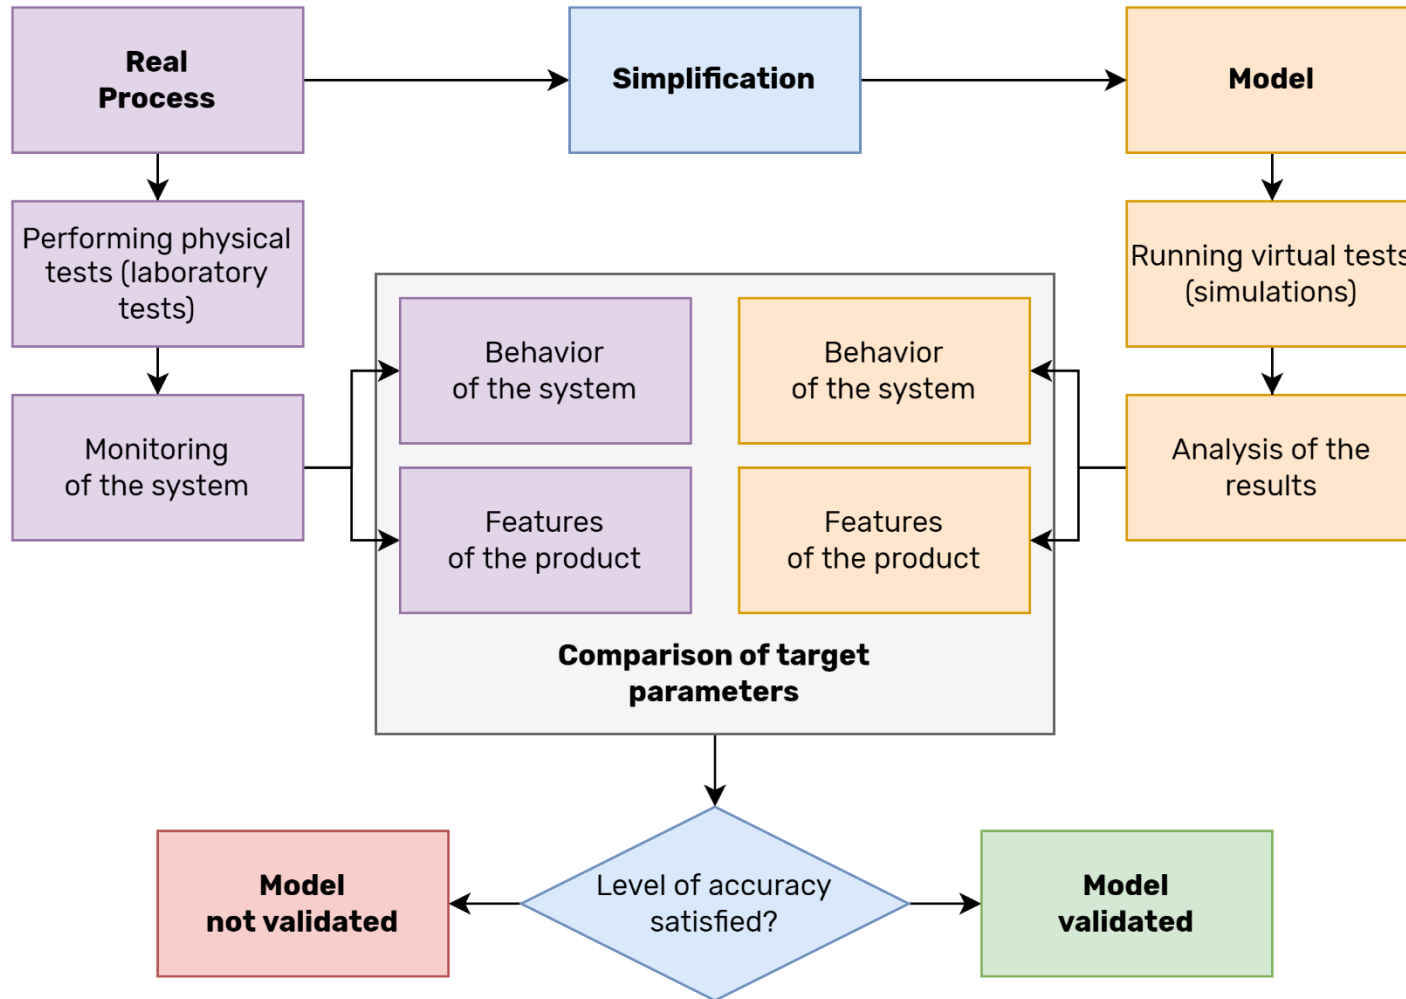 Real
Process
Simplification
Model
Performing physical
tests (laboratory
tests)
Running virtual tests
(simulations)
Monitoring
of the system
Behavior
of the system
Behavior
of the system
Analysis of the
results
Features
of the product
Features
of the product
Comparison of target
parameters
Level of accuracy
satisfied?
Model
not validated
Model
validated